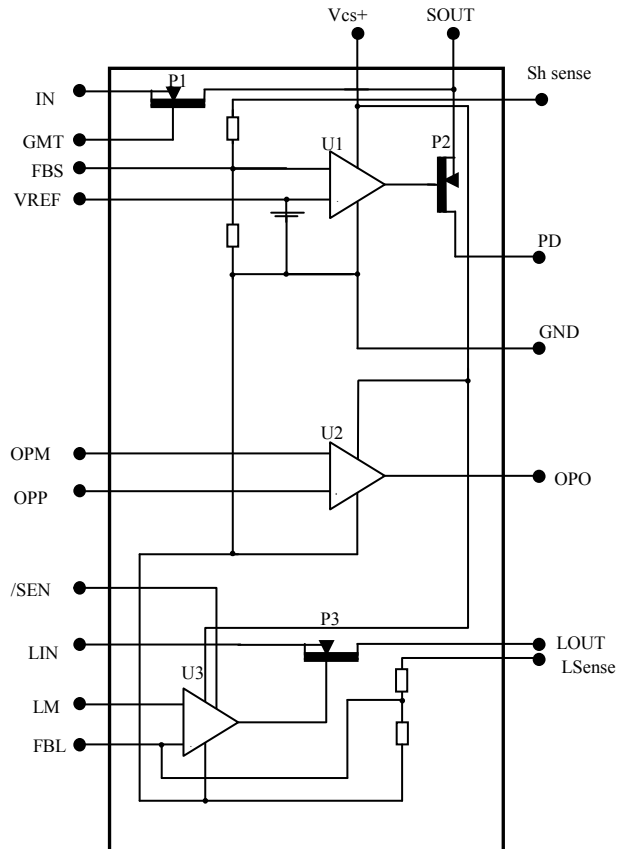 Vcs+
SOUT
Sh sense
P1
IN
GMT
U1
P2
FBS
VREF
PD
GND
U2
OPM
OPP
OPO
/SEN
P3
LIN
LOUT
LSense
U3
LM
FBL